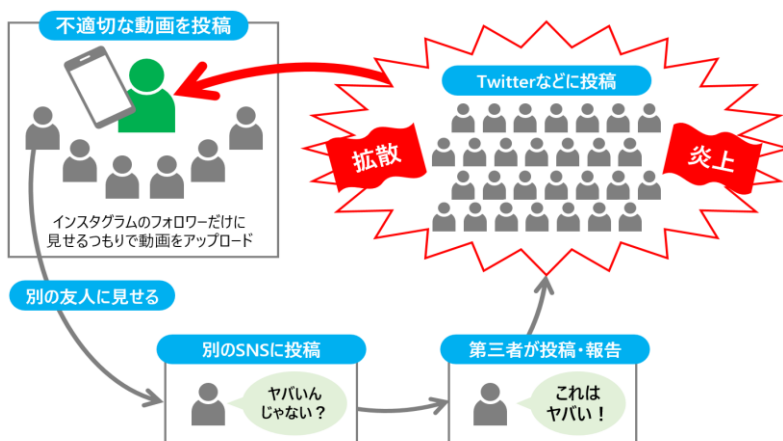 不適切な動画を投稿
インスタグラムのフォロワーだけに
見せるつもりで動画をアップロード
別の友人に見せる
別のSNSに投稿
ヤバいん
じゃない？
第三者が投稿・報告
これは
ヤバい！
Twitterなどに投稿
拡散
炎上